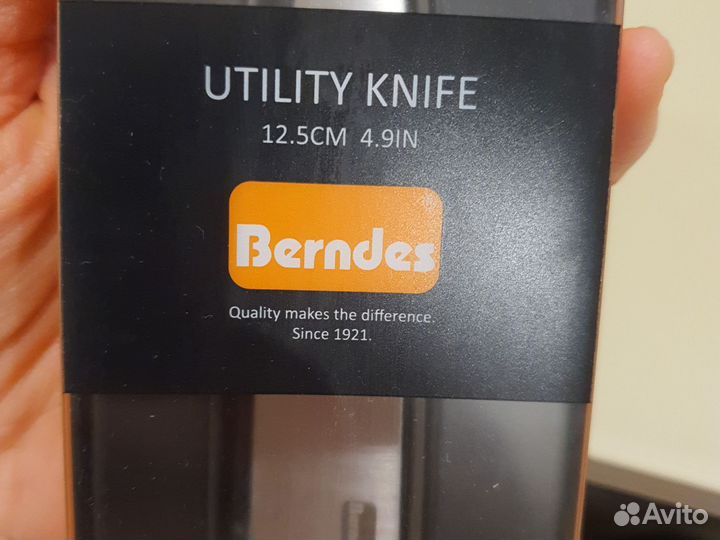 UTILITY KNIFE
12.5CM 4.9IN
Berndes
Quality makes the difference.
Since 1921.
Avito